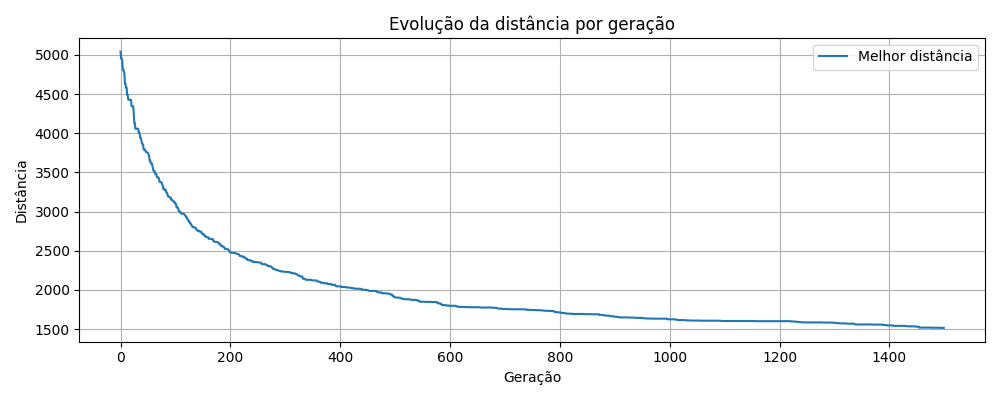 Evolução da distância por geração
Melhor distância
Distância
5000
4500
4000
3500
3000
2500
2000
1500
0 200 400 600 800 1000 1200 1400
Geração